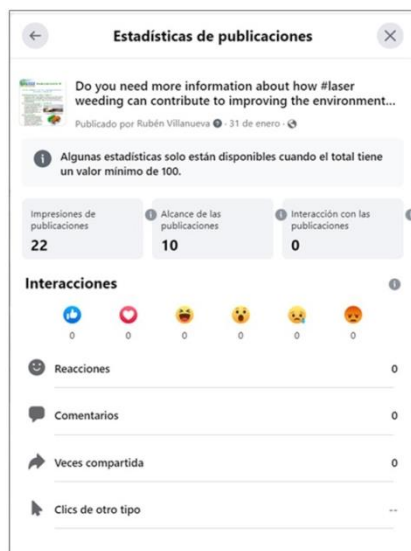 Estadísticas de publicaciones
Do you need more information about how #laser
weeding can contribute to improving the environment...
Publicado por Rubén Villanueva · 31 de enero ·
Algunas estadísticas solo están disponibles cuando el total tiene
un valor mínimo de 100.
Impresiones de
publicaciones
22
Alcance de las
publicaciones
10
Interacción con las
publicaciones
0
Interacciones
0 0 0 0 0 0
Reacciones 0
Comentarios 0
Veces compartida 0
Clics de otro tipo --